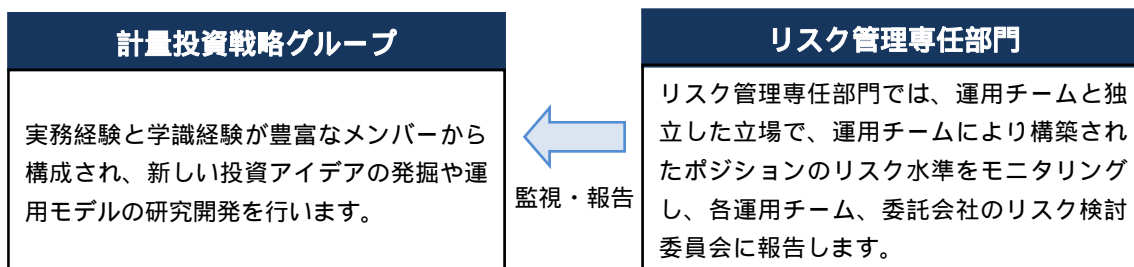 計量投資戦略グループ
実務経験と学識経験が豊富なメンバーから
構成され、新しい投資アイデアの発掘や運
用モデルの研究開発を行います。
監視・報告
リスク管理専任部門
リスク管理専任部門では、運用チームと独
立した立場で、運用チームにより構築され
たポジションのリスク水準をモニタリング
し、各運用チーム、委託会社のリスク検討
委員会に報告します。